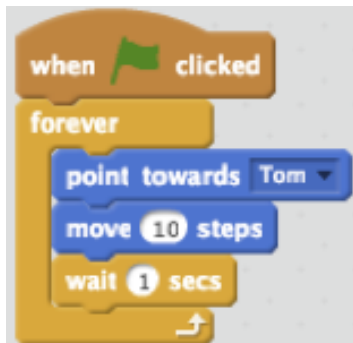 when clicked
forever
point towards Tom
move 10 steps
wait 1 secs